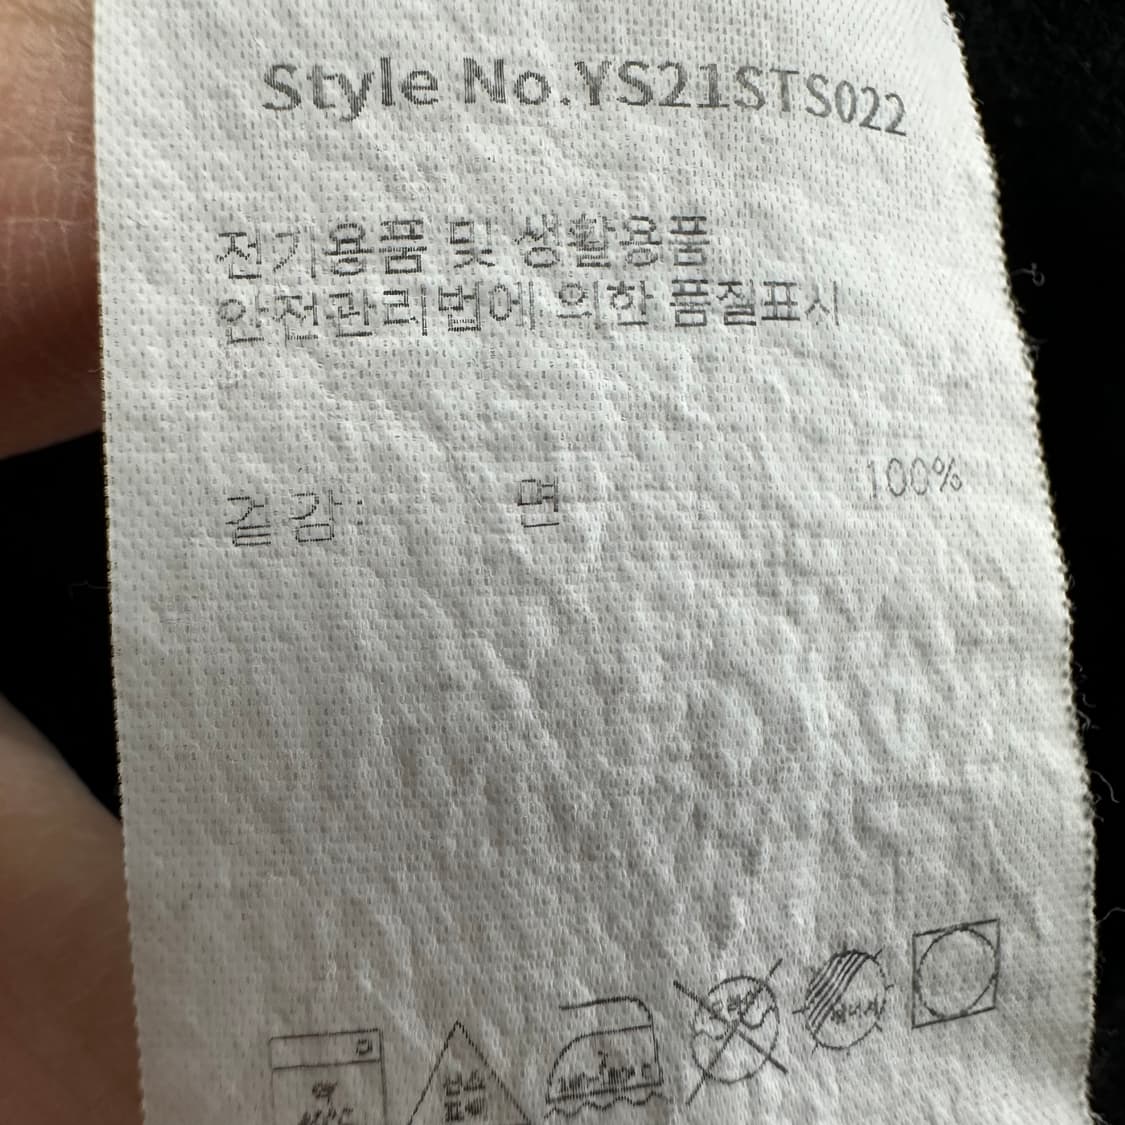 Style No.YS21STS022
전기용품 및 생활용품
안전관리법에 의한 품질표시
겉감: 면 100%
약